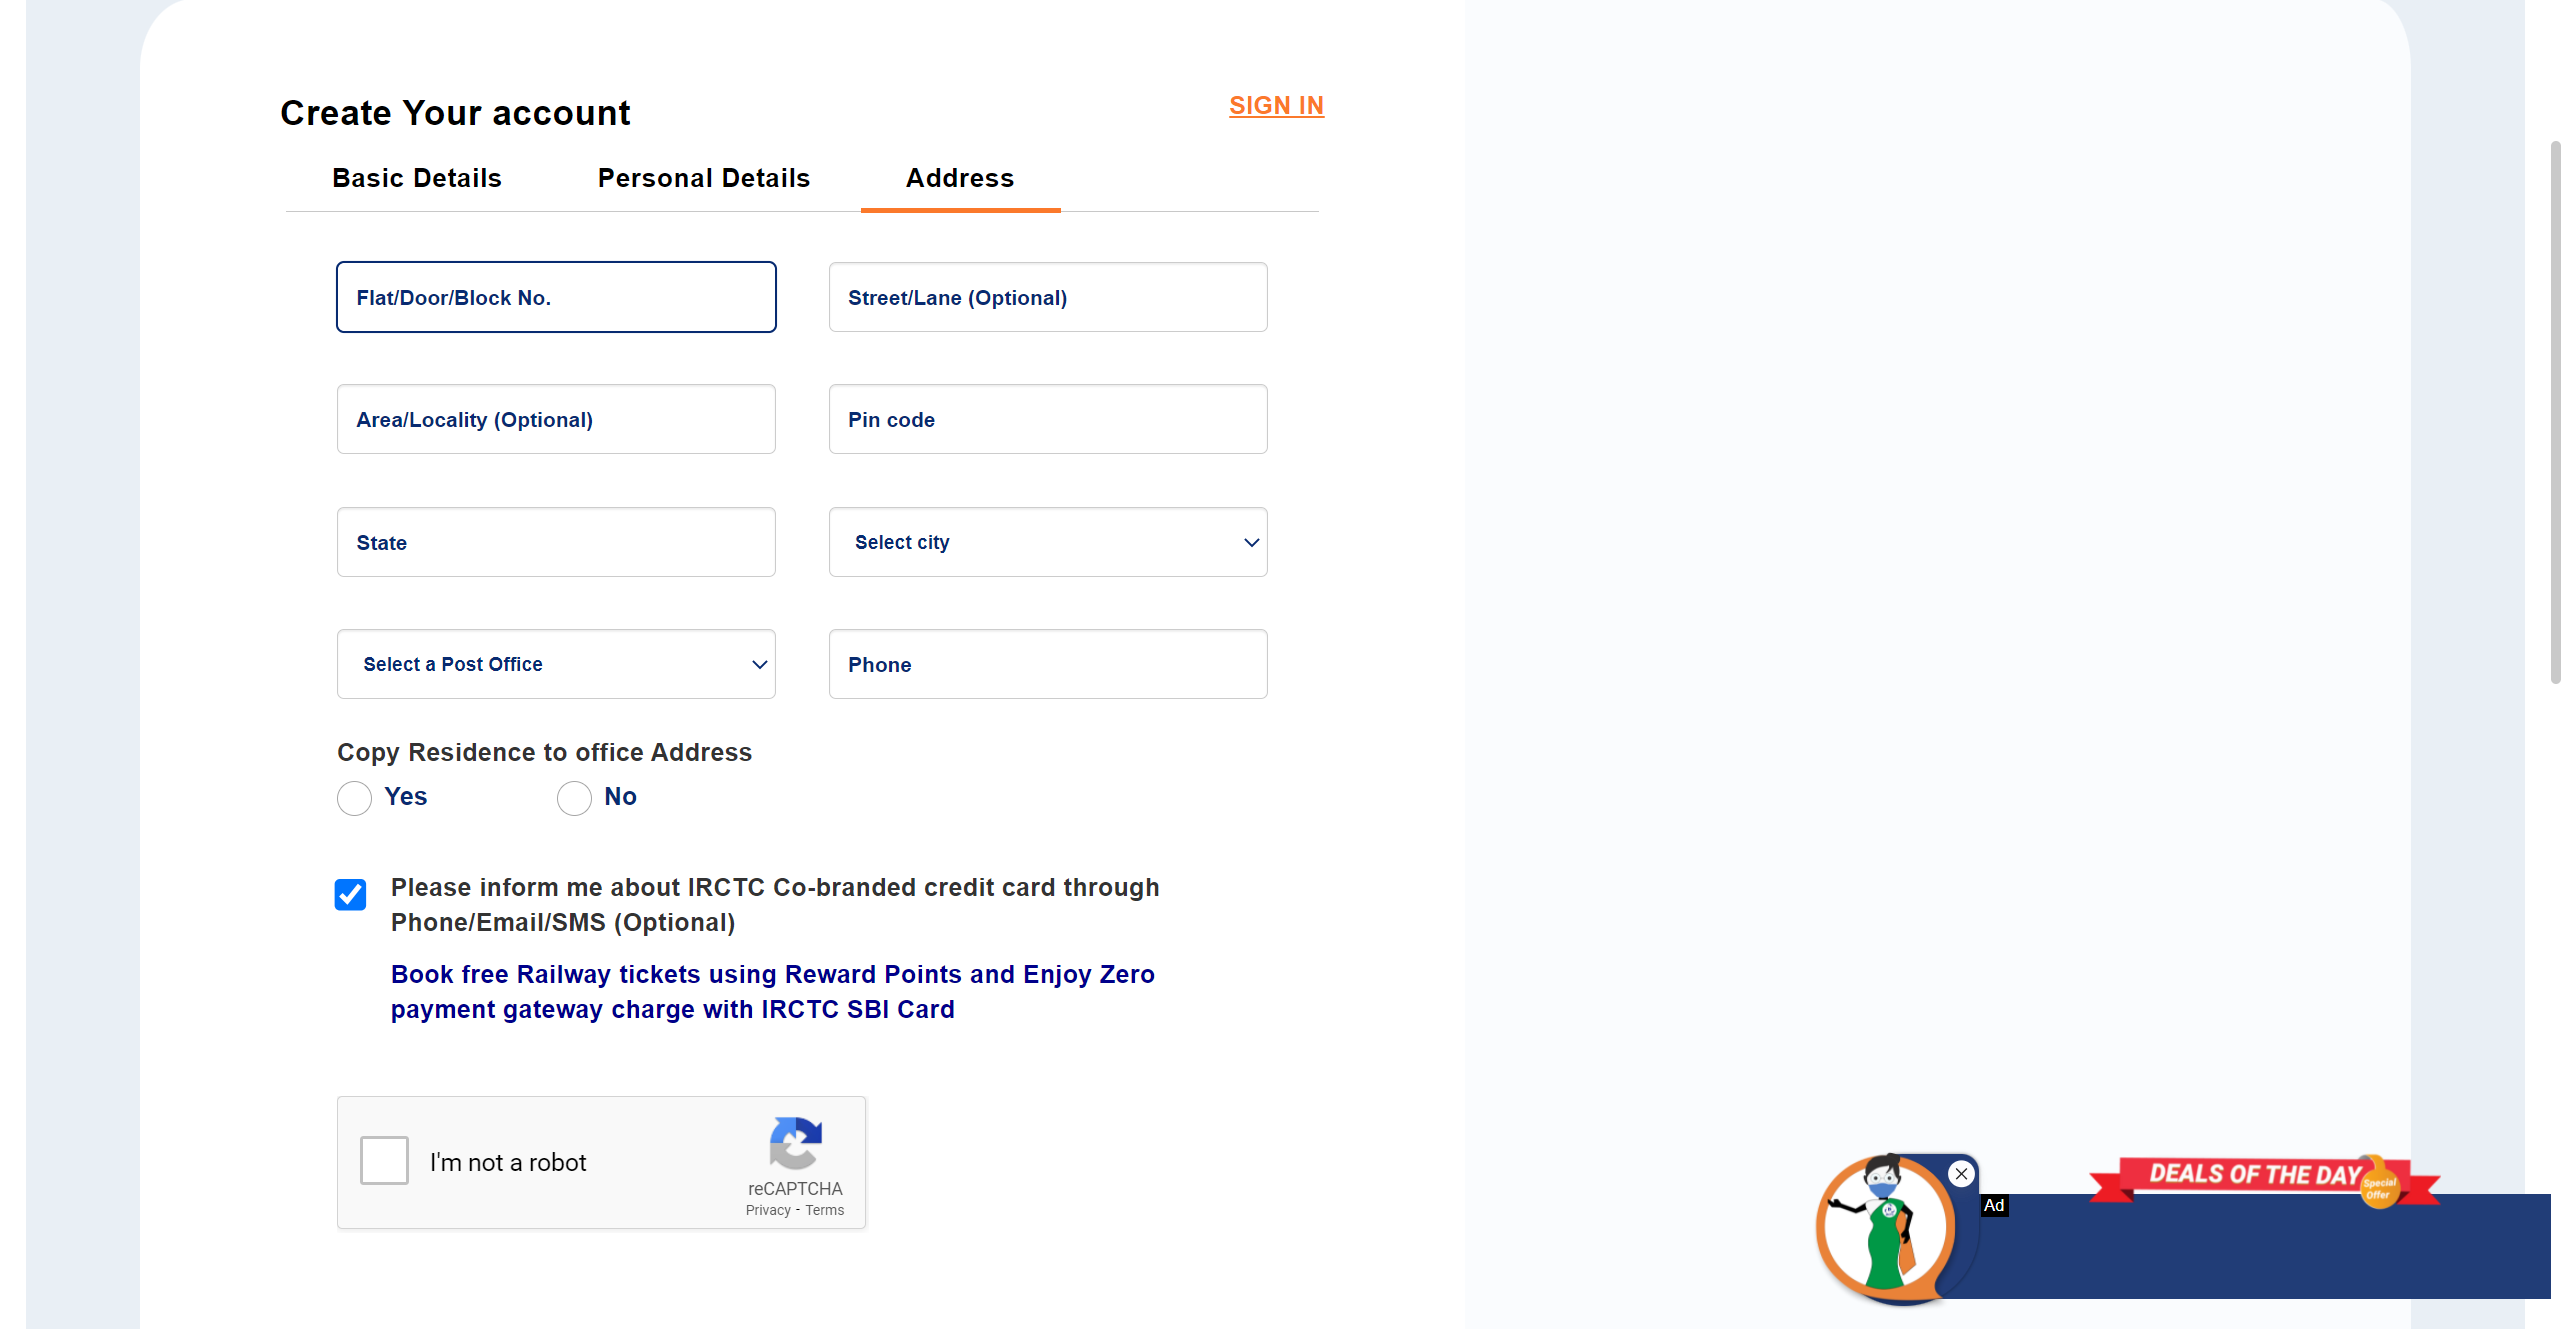 Create Your account
SIGN IN
Basic Details
Personal Details
Address
Flat/Door/Block No.
Street/Lane (Optional)
Area/Locality (Optional)
Pin code
State
Select city
Select a Post Office
Phone
Copy Residence to office Address
Yes
No
Please inform me about IRCTC Co-branded credit card through
Phone/Email/SMS (Optional)
Book free Railway tickets using Reward Points and Enjoy Zero
payment gateway charge with IRCTC SBI Card
I'm not a robot
reCAPTCHA
Privacy - Terms
DEALS OF THE DAY
Special
Offer
Ad